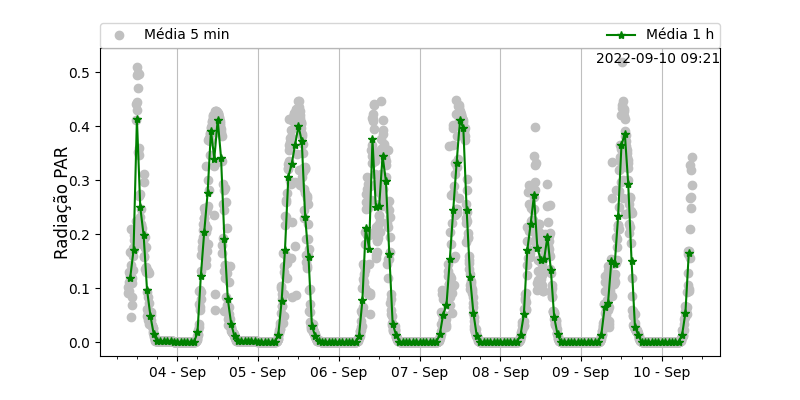 Média 5 min
Média 1 h
2022-09-10 09:21
Radiação PAR
0.5
0.4
0.3
0.2
0.1
0.0
04 - Sep
05 - Sep
06 - Sep
07 - Sep
08 - Sep
09 - Sep
10 - Sep